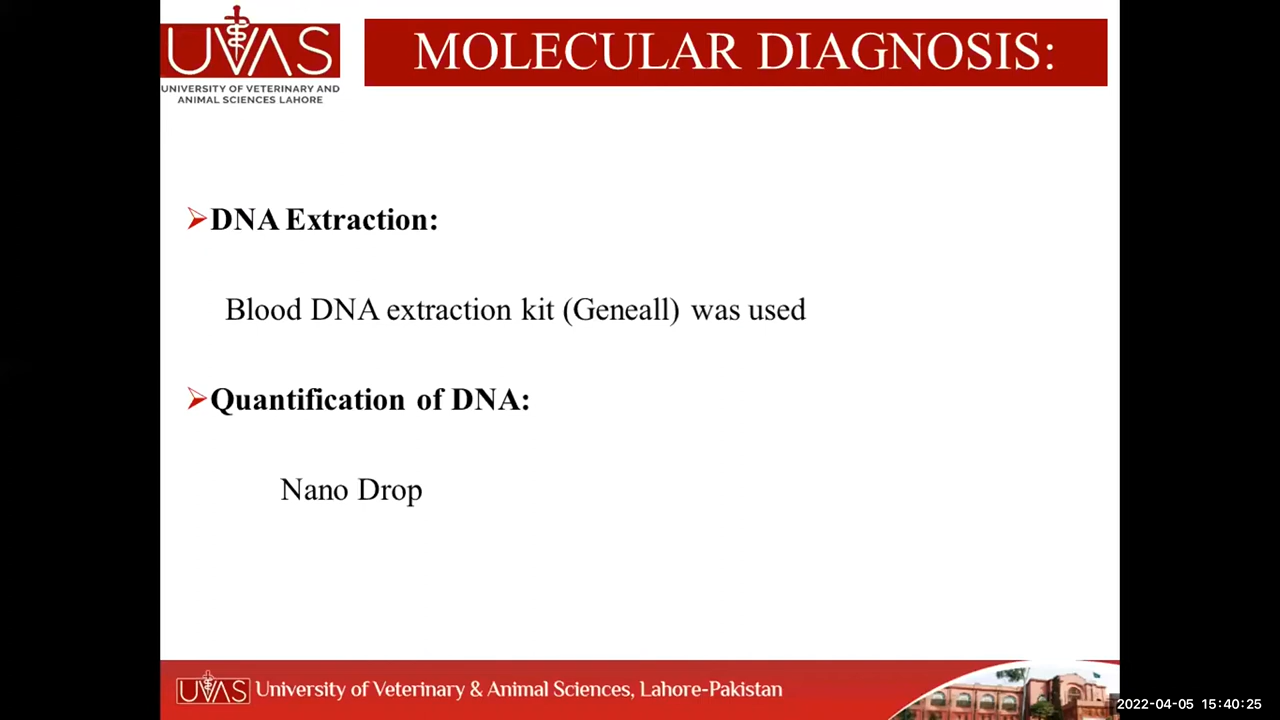 UVAS
UNIVERSITY OF VETERINARY AND
ANIMAL SCIENCES LAHORE
MOLECULAR DIAGNOSIS:
DNA Extraction:
Blood DNA extraction kit (Geneall) was used
Quantification of DNA:
Nano Drop
UVAS University of Veterinary & Animal Sciences, Lahore-Pakistan
2022-04-05 15:40:25